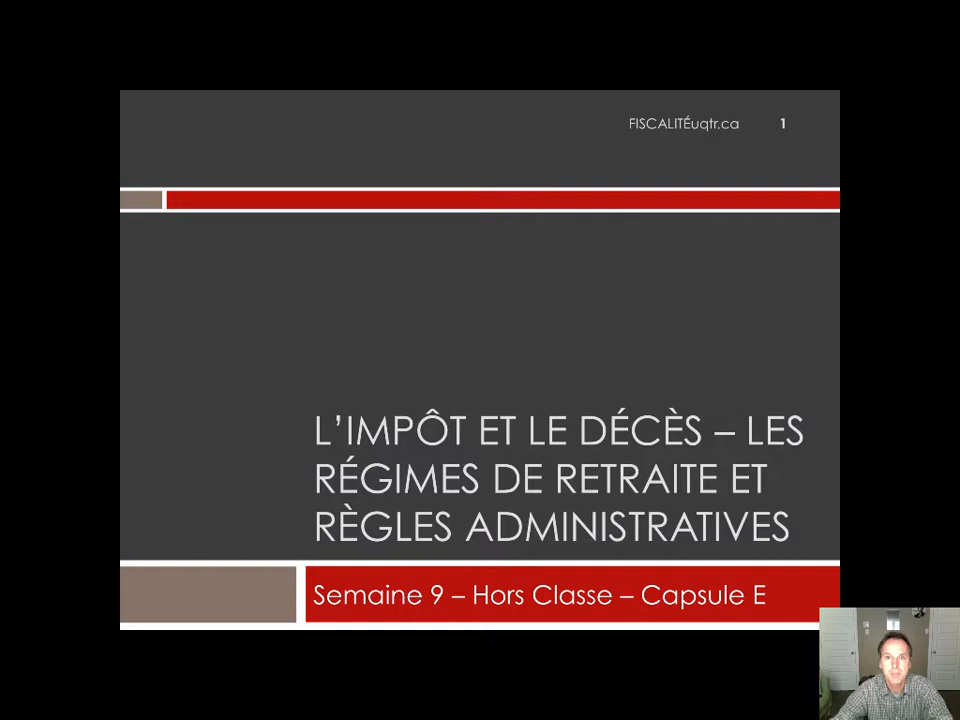 FISCALITÉuqtr.ca 1
L’IMPÔT ET LE DÉCÈS – LES
RÉGIMES DE RETRAITE ET
RÈGLES ADMINISTRATIVES
Semaine 9 – Hors Classe – Capsule E